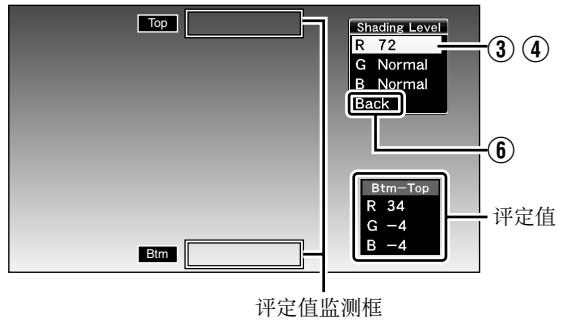 Top
Shading Level
R 72
G Normal
B Normal
Back
③ ④
⑥
Btm-Top
R 34
G -4
B -4
评定值
Btm
评定值监测框